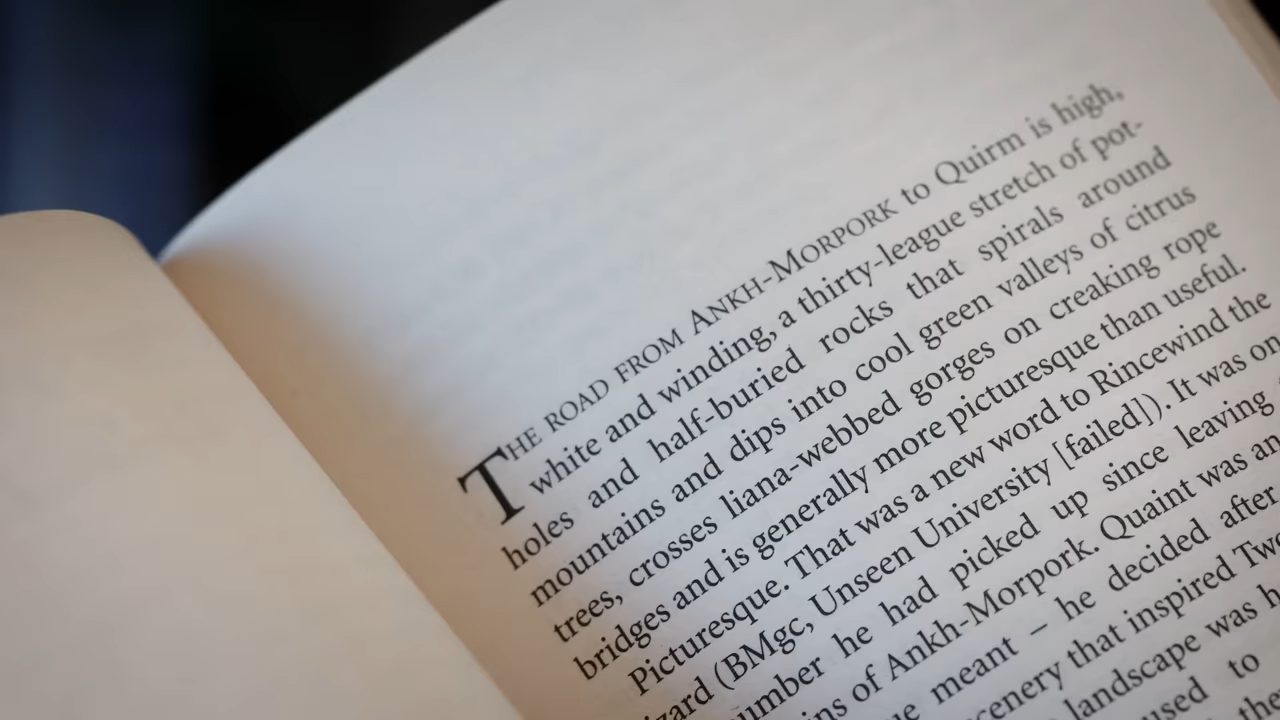 THE ROAD FROM ANKH-MORPORK to Quirm is high,
white and winding, a thirty-league stretch of pot-
holes and half-buried rocks that spirals around
mountains and dips into cool green valleys of citrus
trees, crosses liana-webbed gorges on creaking rope
bridges and is generally more picturesque than useful.
Picturesque. That was a new word to Rincewind the
izard (BMgc, Unseen University [failed]). It was on
umber he had picked up since leaving
ins of Ankh-Morpork. Quaint was an
meant – he decided after
cenery that inspired Two
landscape was h
used to
the